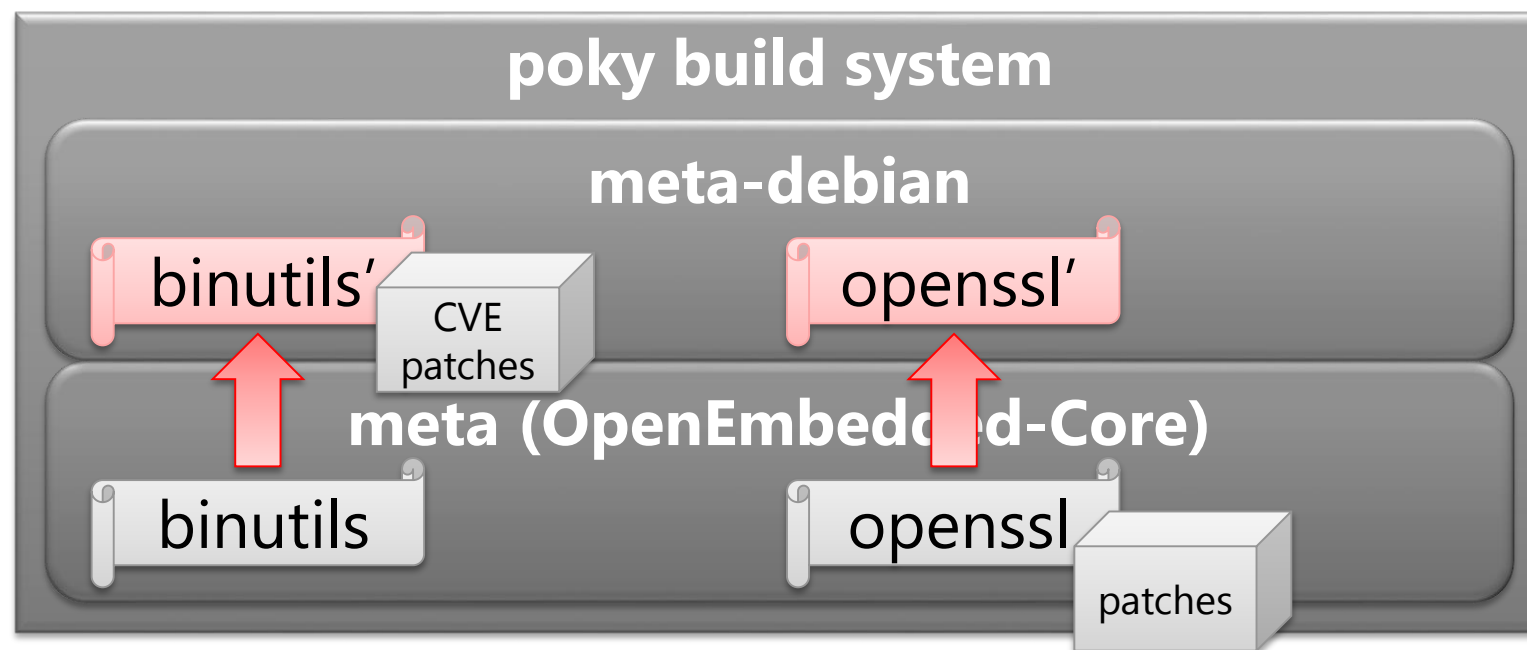 poky build system
meta-debian
binutils’
openssl’
CVE
patches
meta (OpenEmbedded-Core)
binutils
openssl
patches